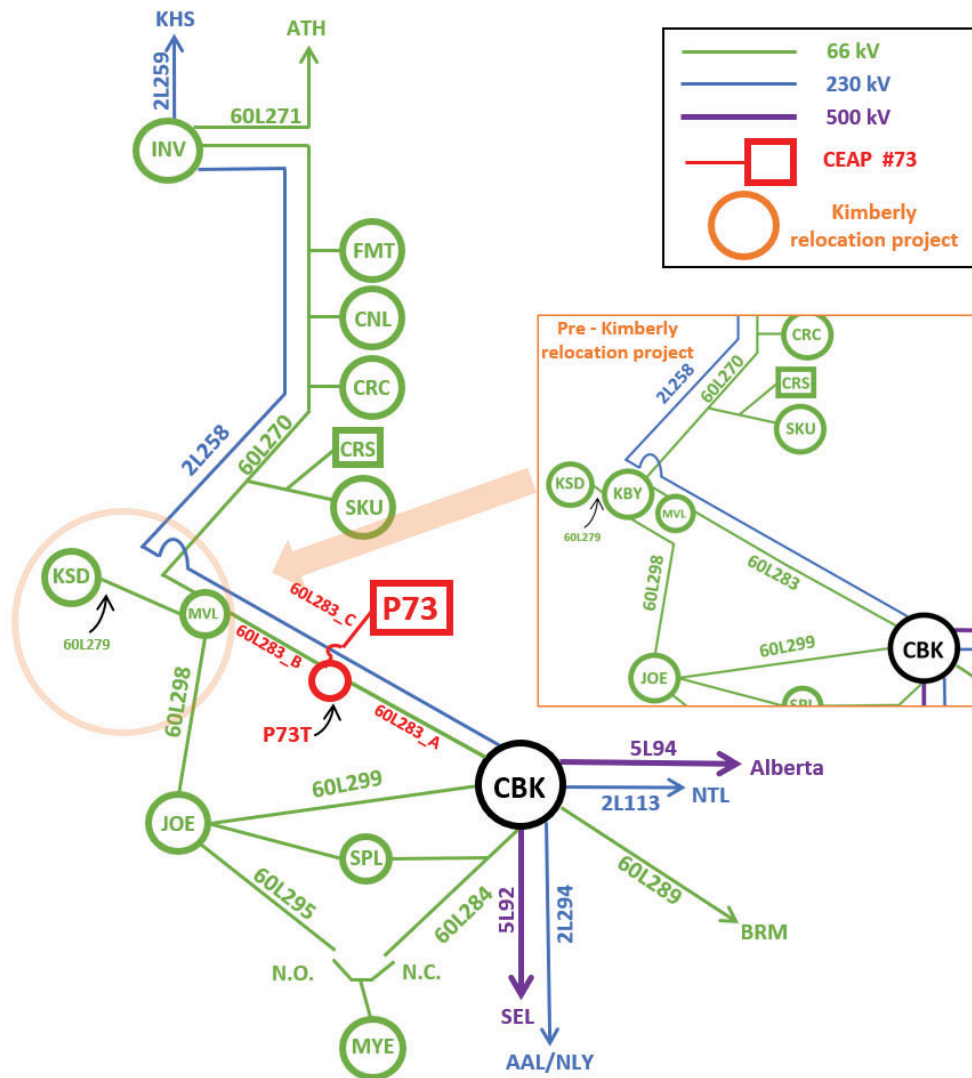 KHS
ATH
2L259
60L271
INV
66 kV
230 kV
500 kV
CEAP #73
Kimberly
relocation project
FMT
CNL
CRC
2L258
60L270
CRS
SKU
Pre - Kimberly
relocation project
CRC
2L258
60L270
CRS
SKU
KSD
KBY
MVL
60L279
60L298
60L283
60L299
JOE
SPL
CBK
KSD
MVL
60L279
60L283_C
P73
60L283_B
60L298
P73T
60L283_A
60L299
CBK
5L94
Alberta
2L113
NTL
JOE
SPL
60L295
60L284
5L92
2L294
60L289
BRM
N.O.
N.C.
SEL
MYE
AAL/NLY